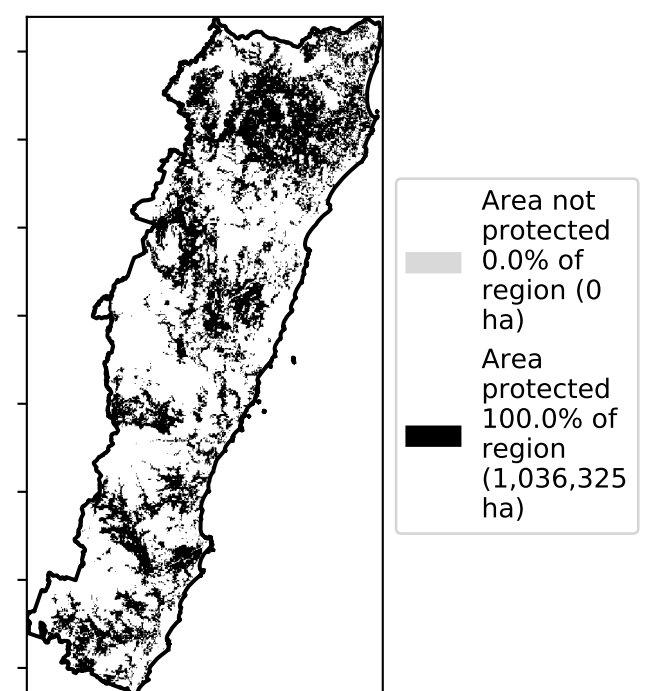 Area not
protected
0.0% of
region (0
ha)
Area
protected
100.0% of
region
(1,036,325
ha)